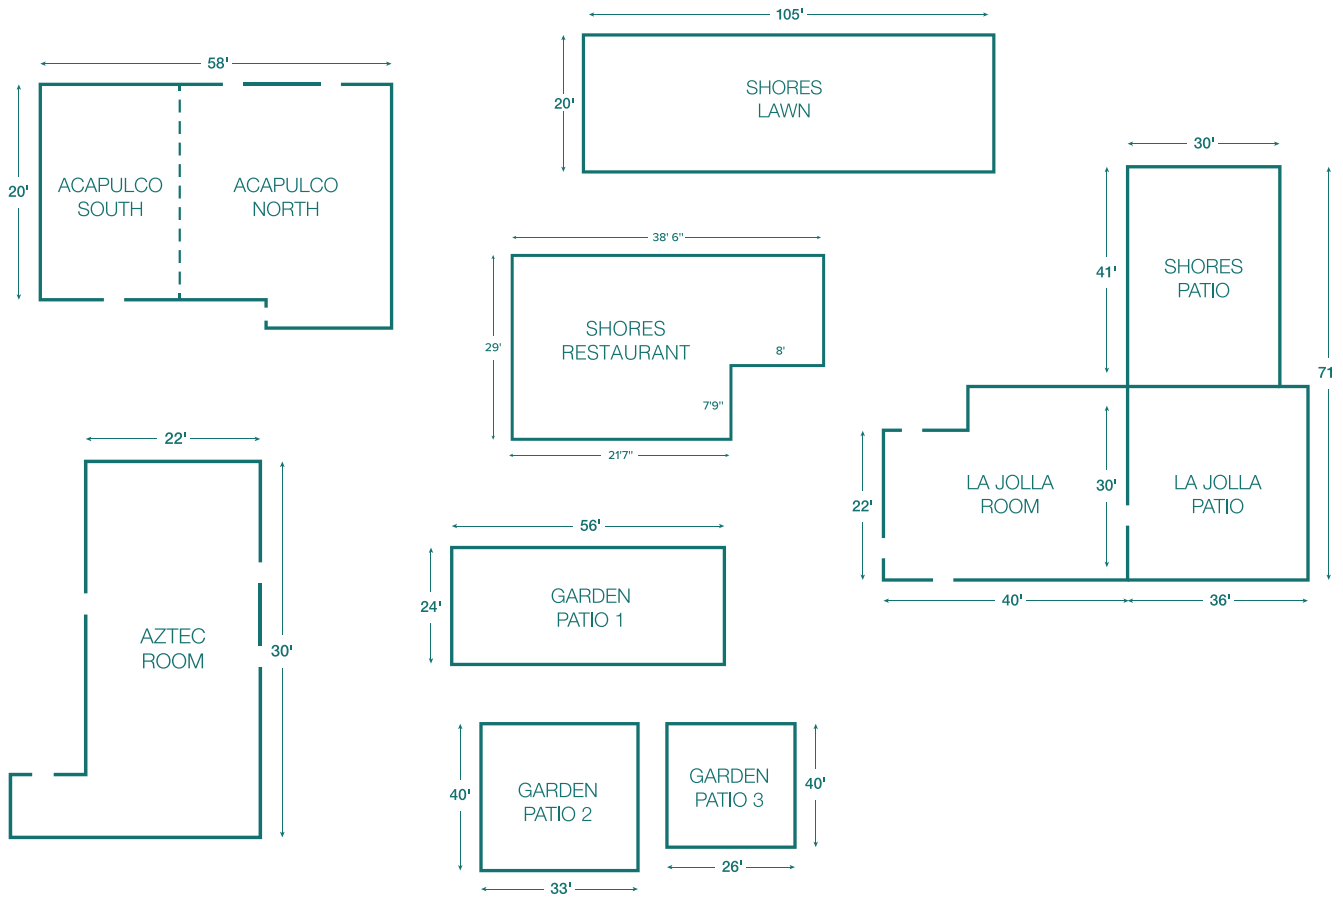 105'
SHORES
LAWN
20'
58'
20'
ACAPULCO
SOUTH
ACAPULCO
NORTH
30'
41'
SHORES
PATIO
71
38' 6"
29'
SHORES
RESTAURANT
8'
7'9"
21'7"
22'
AZTEC
ROOM
30'
22'
LA JOLLA
ROOM
30'
LA JOLLA
PATIO
40'
36'
56'
24'
GARDEN
PATIO 1
40'
GARDEN
PATIO 2
33'
GARDEN
PATIO 3
40'
26'